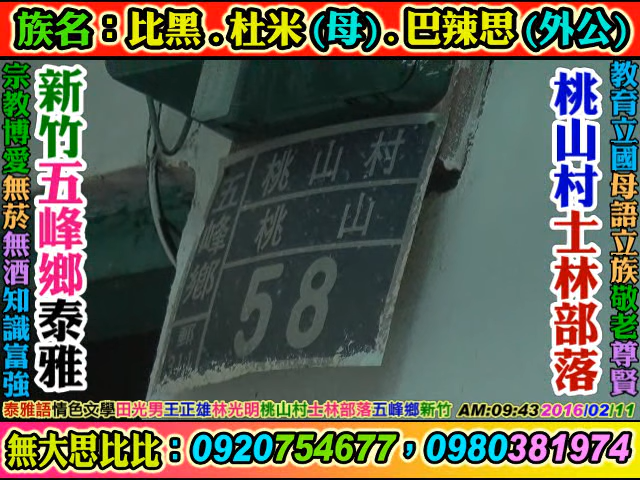 族名：比黑．杜米(母)．巴辣思(外公)
宗教博愛無菸無酒知識富強
新竹五峰鄉泰雅
五峰鄉
桃山村
桃山
58
桃山村士林部落
教育立國母語立族敬老尊賢
泰雅語情色文學田光男王正雄林光明桃山村士林部落五峰鄉新竹 AM:09:43 2016/02/11
無大思比比：0920754677，0980381974